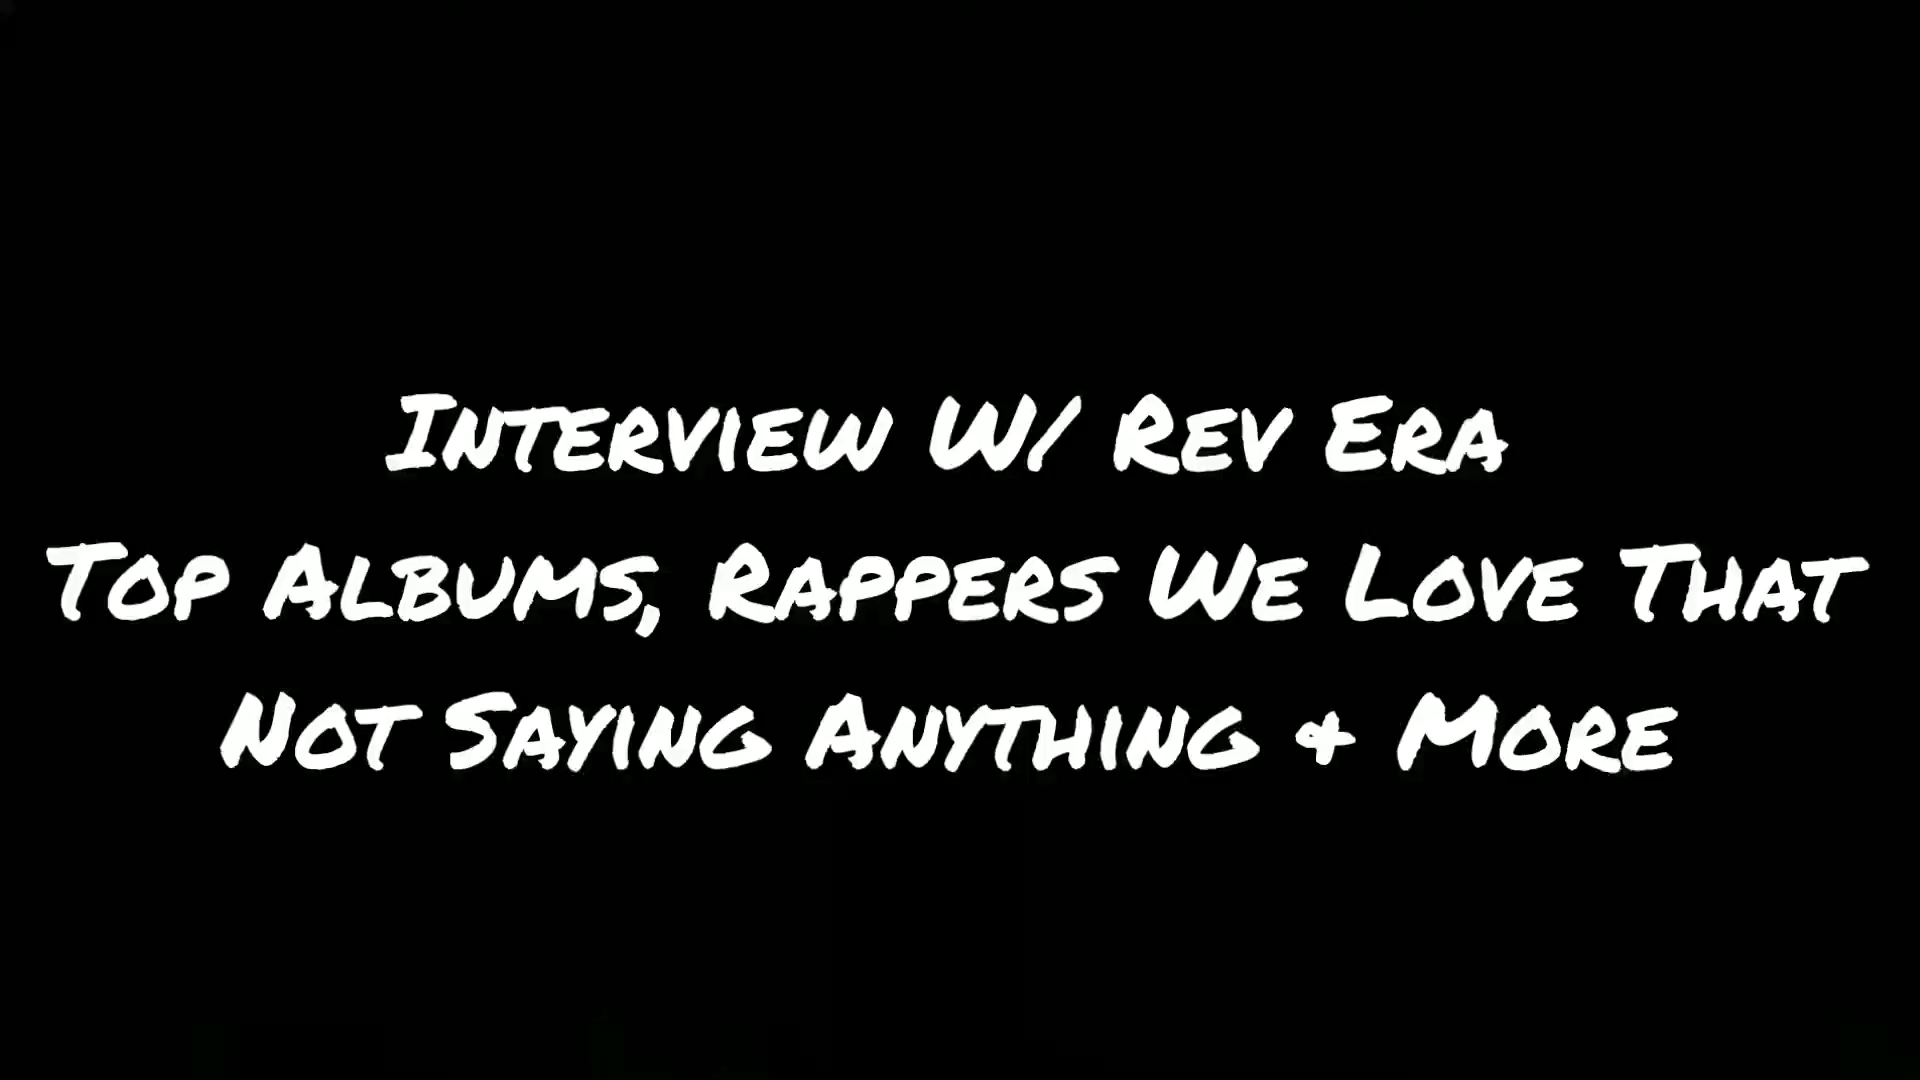 Interview W/ Rev Era
Top Albums, Rappers We Love That
Not Saying Anything & More